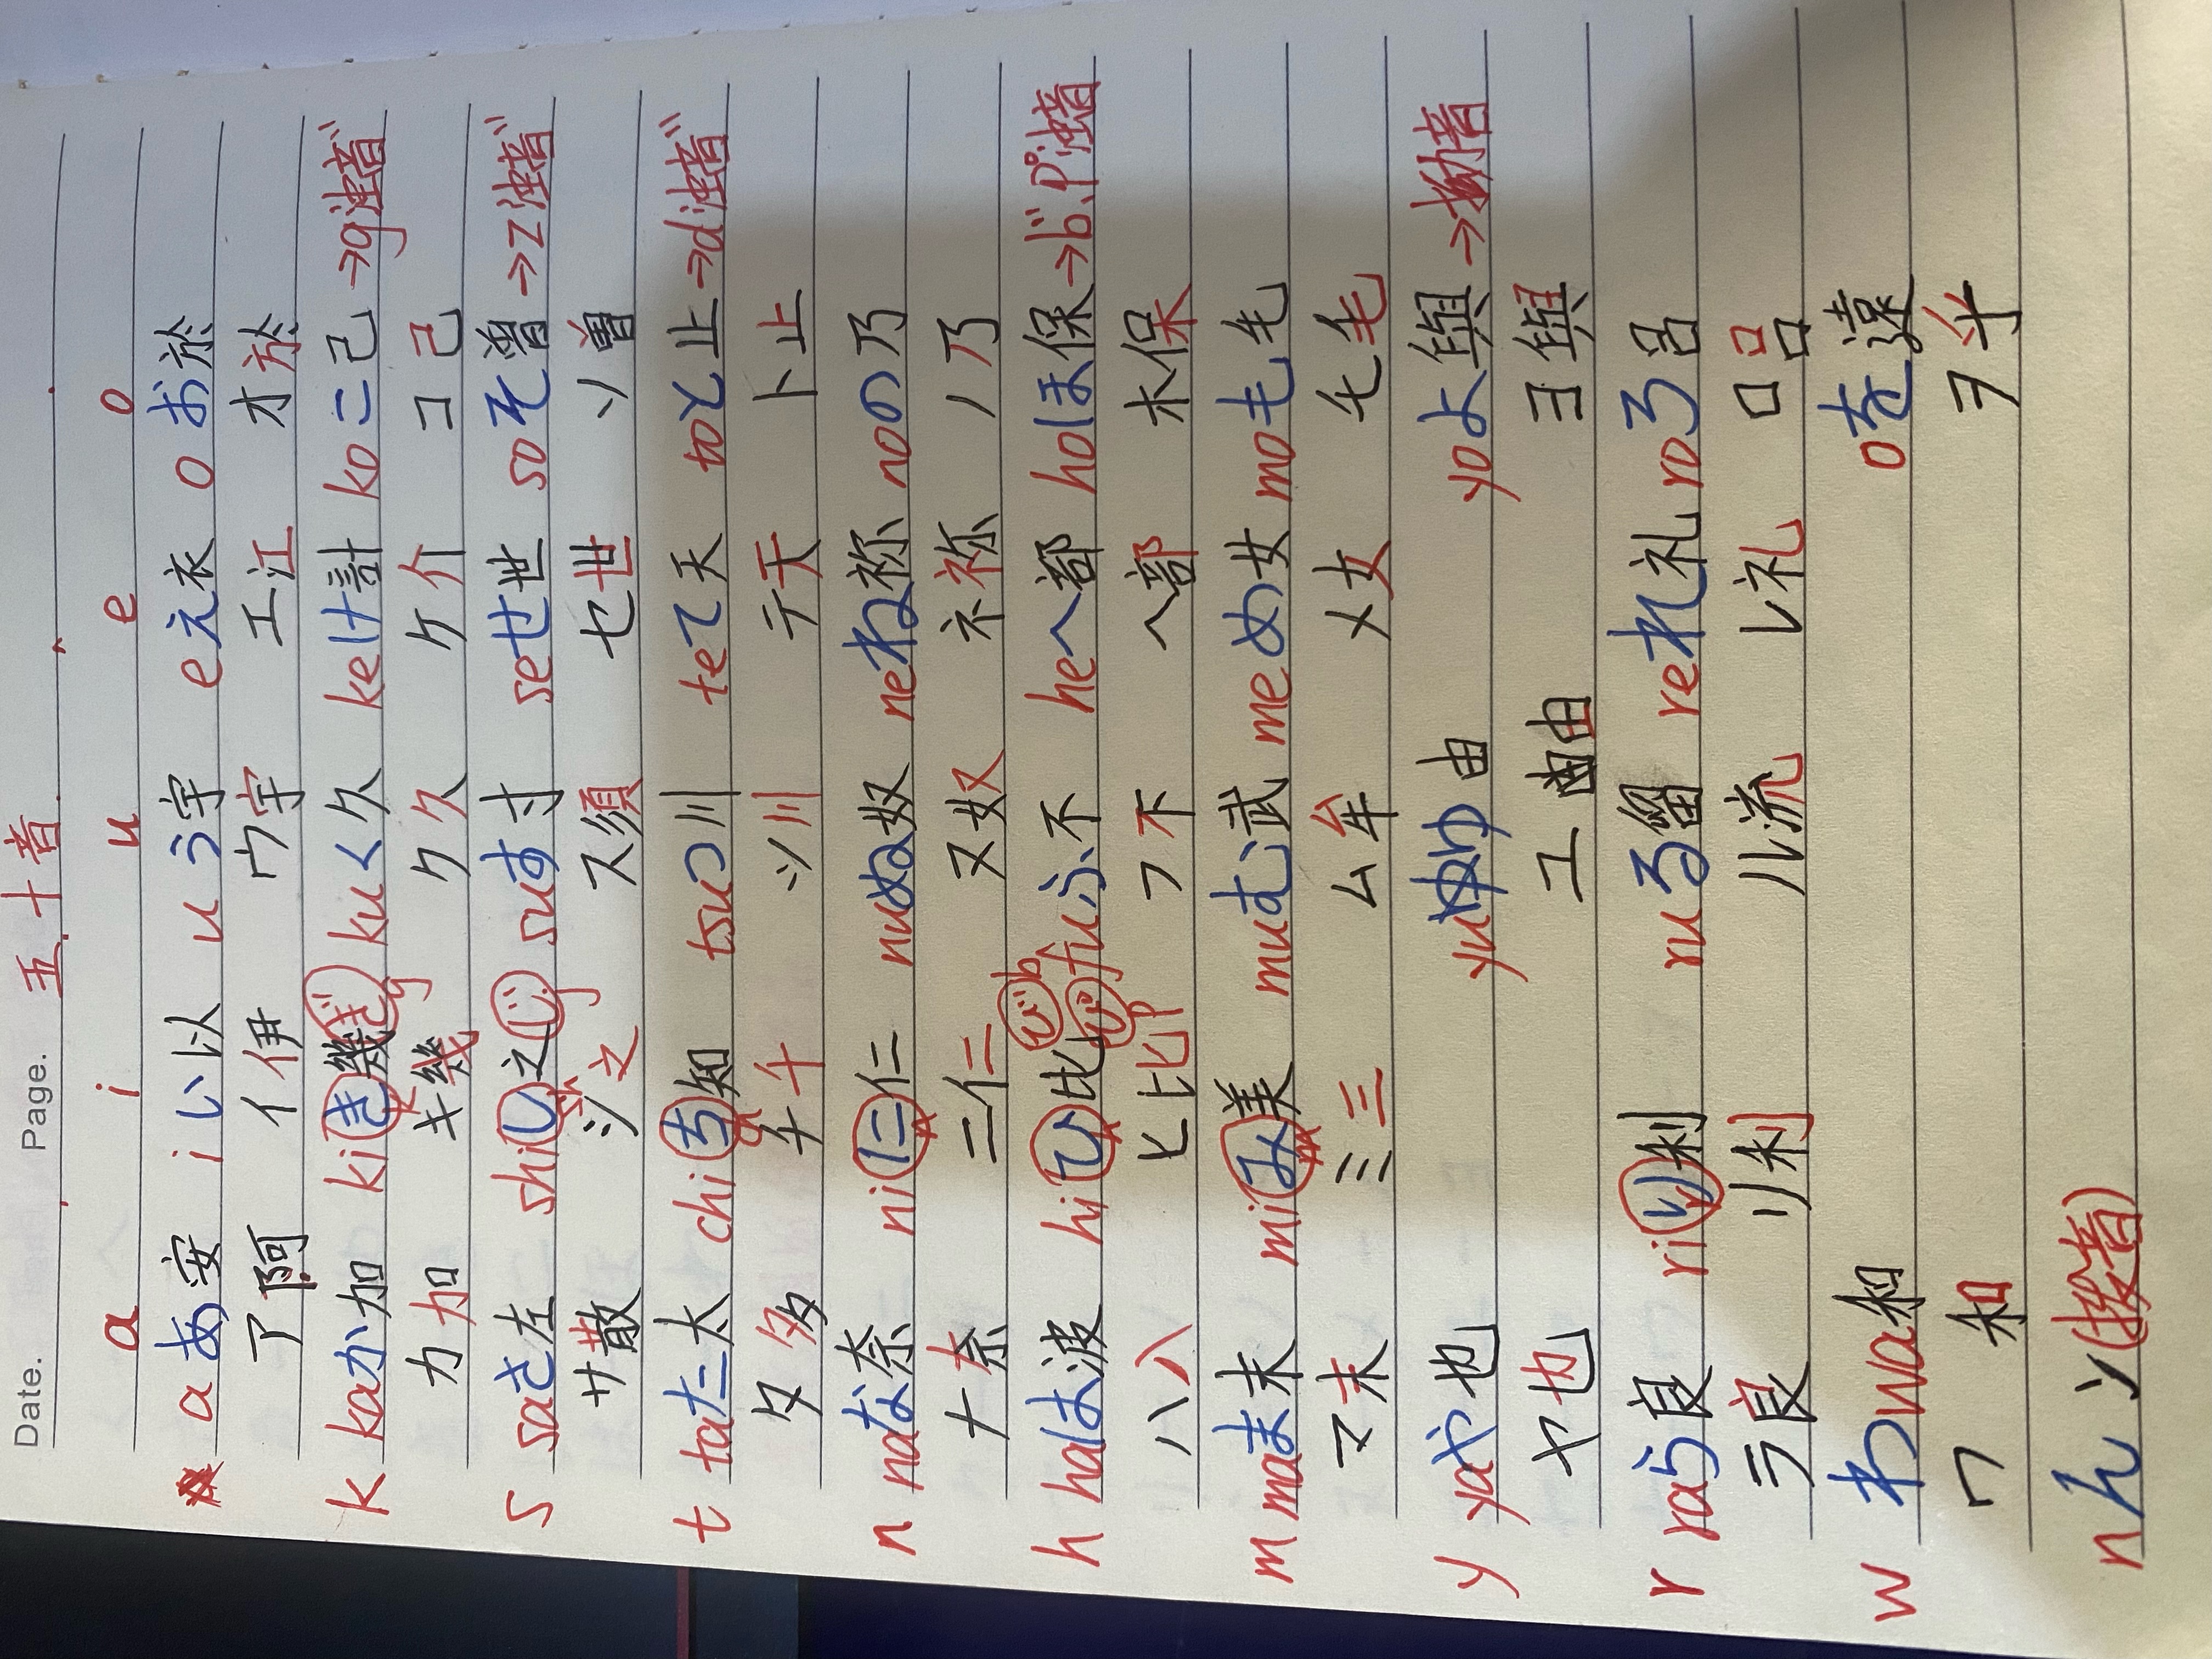 Date. Page. 五十音
a i u e o
a あ安 i い以 u う宇 e え衣 o お於
ア阿 イ伊 ウ宇 エ江 オ於
k ka か加 ki き幾ぎ ku く久 ke け計 ko こ己 →g浊音゛
k g
カ加 キ幾 ク久 ケ介 コ己
s sa さ左 shi し之じ su す寸 se せ世 so そ曽 →z浊音゛
sh j
サ散 シ之 ス須 セ世 ソ曽
t ta た太 chi ち知 tsu つ川 te て天 to と止 →d浊音゛
ch
タ多 チ千 ツ川 テ天 ト止
n na な奈 ni に仁 nu ぬ奴 ne ね祢 no の乃
n
ナ奈 ニ仁 ヌ奴 ネ祢 ノ乃
び b
h ha は波 hi ひ比 ぴ fu ふ不 he へ部 ho ほ保 →b゛、p゜浊音
h p
ハ八 ヒ比 フ不 ヘ部 ホ保
m ma ま末 mi み美 mu む武 me め女 mo も毛
m
マ末 ミ三 ム牟 メ女 モ毛
y ya や也 yu ゆ由 yo よ與 →拗音
ヤ也 ユ由 ヨ與
r ra ら良 ri り利 ru る留 re れ礼 ro ろ呂
r
ラ良 リ利 ル流 レ礼 ロ呂
w わ wa 和 o を遠
ワ 和 ヲ乎
n ん ン(拨音)